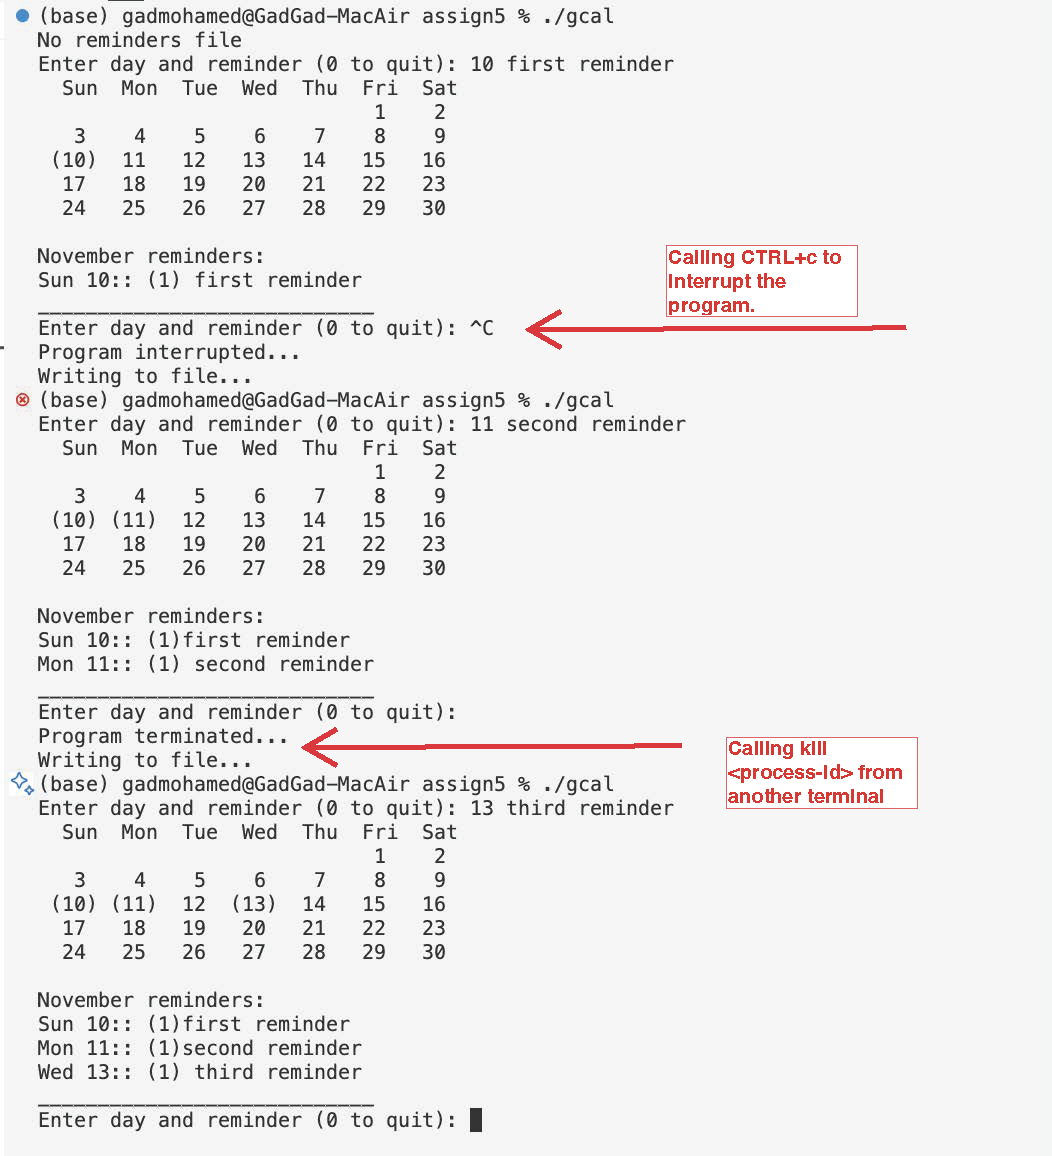 (base) gadmohamed@GadGad-MacAir assign5 % ./gcal
No reminders file
Enter day and reminder (0 to quit): 10 first reminder
Sun Mon Tue Wed Thu Fri Sat
1 2
3 4 5 6 7 8 9
(10) 11 12 13 14 15 16
17 18 19 20 21 22 23
24 25 26 27 28 29 30
November reminders:
Sun 10:: (1) first reminder
____________________________
Calling CTRL+c to
Interrupt the
program.
Enter day and reminder (0 to quit): ^C
Program interrupted...
Writing to file...
(base) gadmohamed@GadGad-MacAir assign5 % ./gcal
Enter day and reminder (0 to quit): 11 second reminder
Sun Mon Tue Wed Thu Fri Sat
1 2
3 4 5 6 7 8 9
(10) (11) 12 13 14 15 16
17 18 19 20 21 22 23
24 25 26 27 28 29 30
November reminders:
Sun 10:: (1)first reminder
Mon 11:: (1) second reminder
____________________________
Enter day and reminder (0 to quit):
Program terminated...
Writing to file...
Calling kill
<process-Id> from
another terminal
(base) gadmohamed@GadGad-MacAir assign5 % ./gcal
Enter day and reminder (0 to quit): 13 third reminder
Sun Mon Tue Wed Thu Fri Sat
1 2
3 4 5 6 7 8 9
(10) (11) 12 (13) 14 15 16
17 18 19 20 21 22 23
24 25 26 27 28 29 30
November reminders:
Sun 10:: (1)first reminder
Mon 11:: (1)second reminder
Wed 13:: (1) third reminder
____________________________
Enter day and reminder (0 to quit):